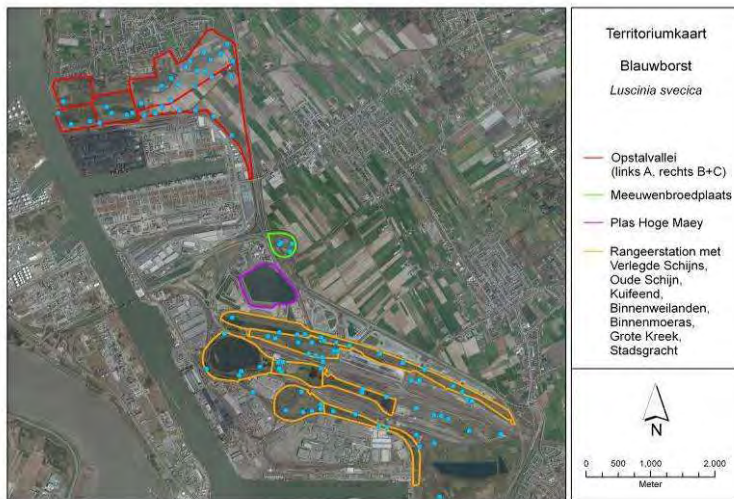 Territoriumkaart
Blauwborst
Luscinia svecica
Opstalvallei
(links A, rechts B+C)
Meeuwenbroedplaats
Plas Hoge Maey
Rangeerstation met
Verlegde Schijns,
Oude Schijn,
Kuifeend,
Binnenweilanden,
Binnenmoeras,
Grote Kreek,
Stadsgracht
N
0 500 1.000 2.000
Meter